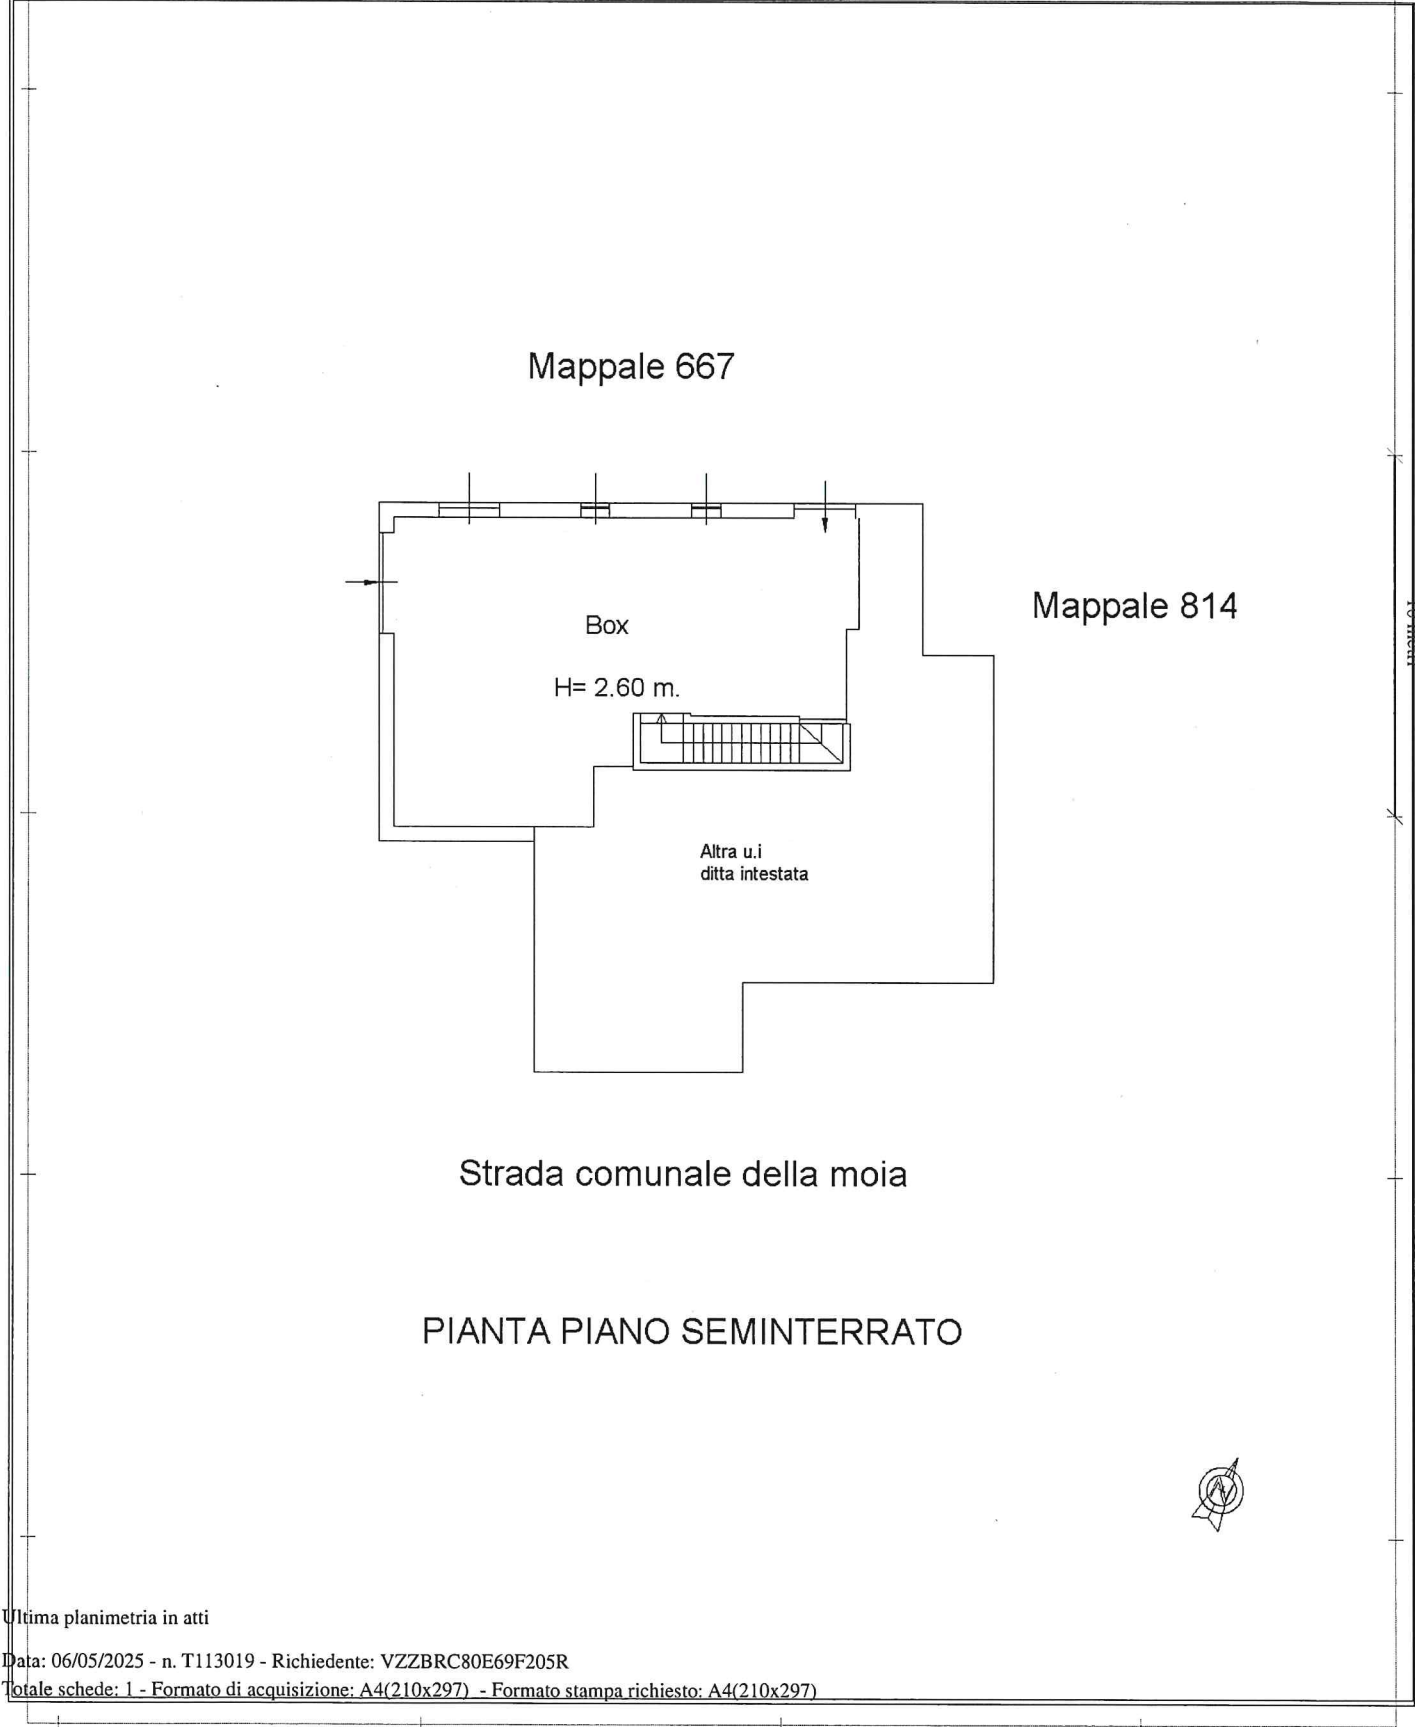 Mappale 667
Mappale 814
Box
H= 2.60 m.
Altra u.i
ditta intestata
Strada comunale della moia
PIANTA PIANO SEMINTERRATO
N
Ultima planimetria in atti
Data: 06/05/2025 - n. T113019 - Richiedente: VZZBRC80E69F205R
Totale schede: 1 - Formato di acquisizione: A4(210x297) - Formato stampa richiesto: A4(210x297)